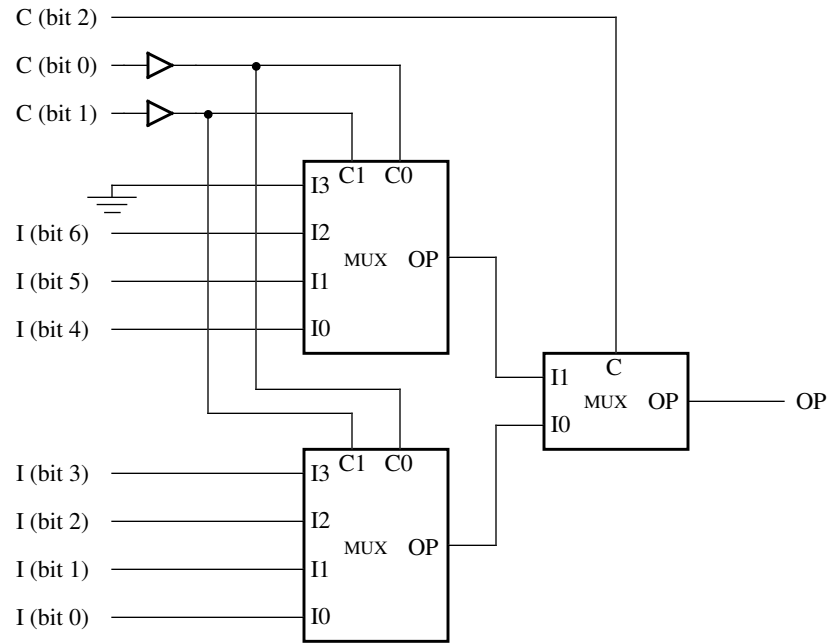 C (bit 2)
C (bit 0)
C (bit 1)
C1 C0
I3
I (bit 6) I2
MUX OP
I (bit 5) I1
I (bit 4) I0
C
I1
MUX OP OP
I0
C1 C0
I (bit 3) I3
I (bit 2) I2
MUX OP
I (bit 1) I1
I (bit 0) I0